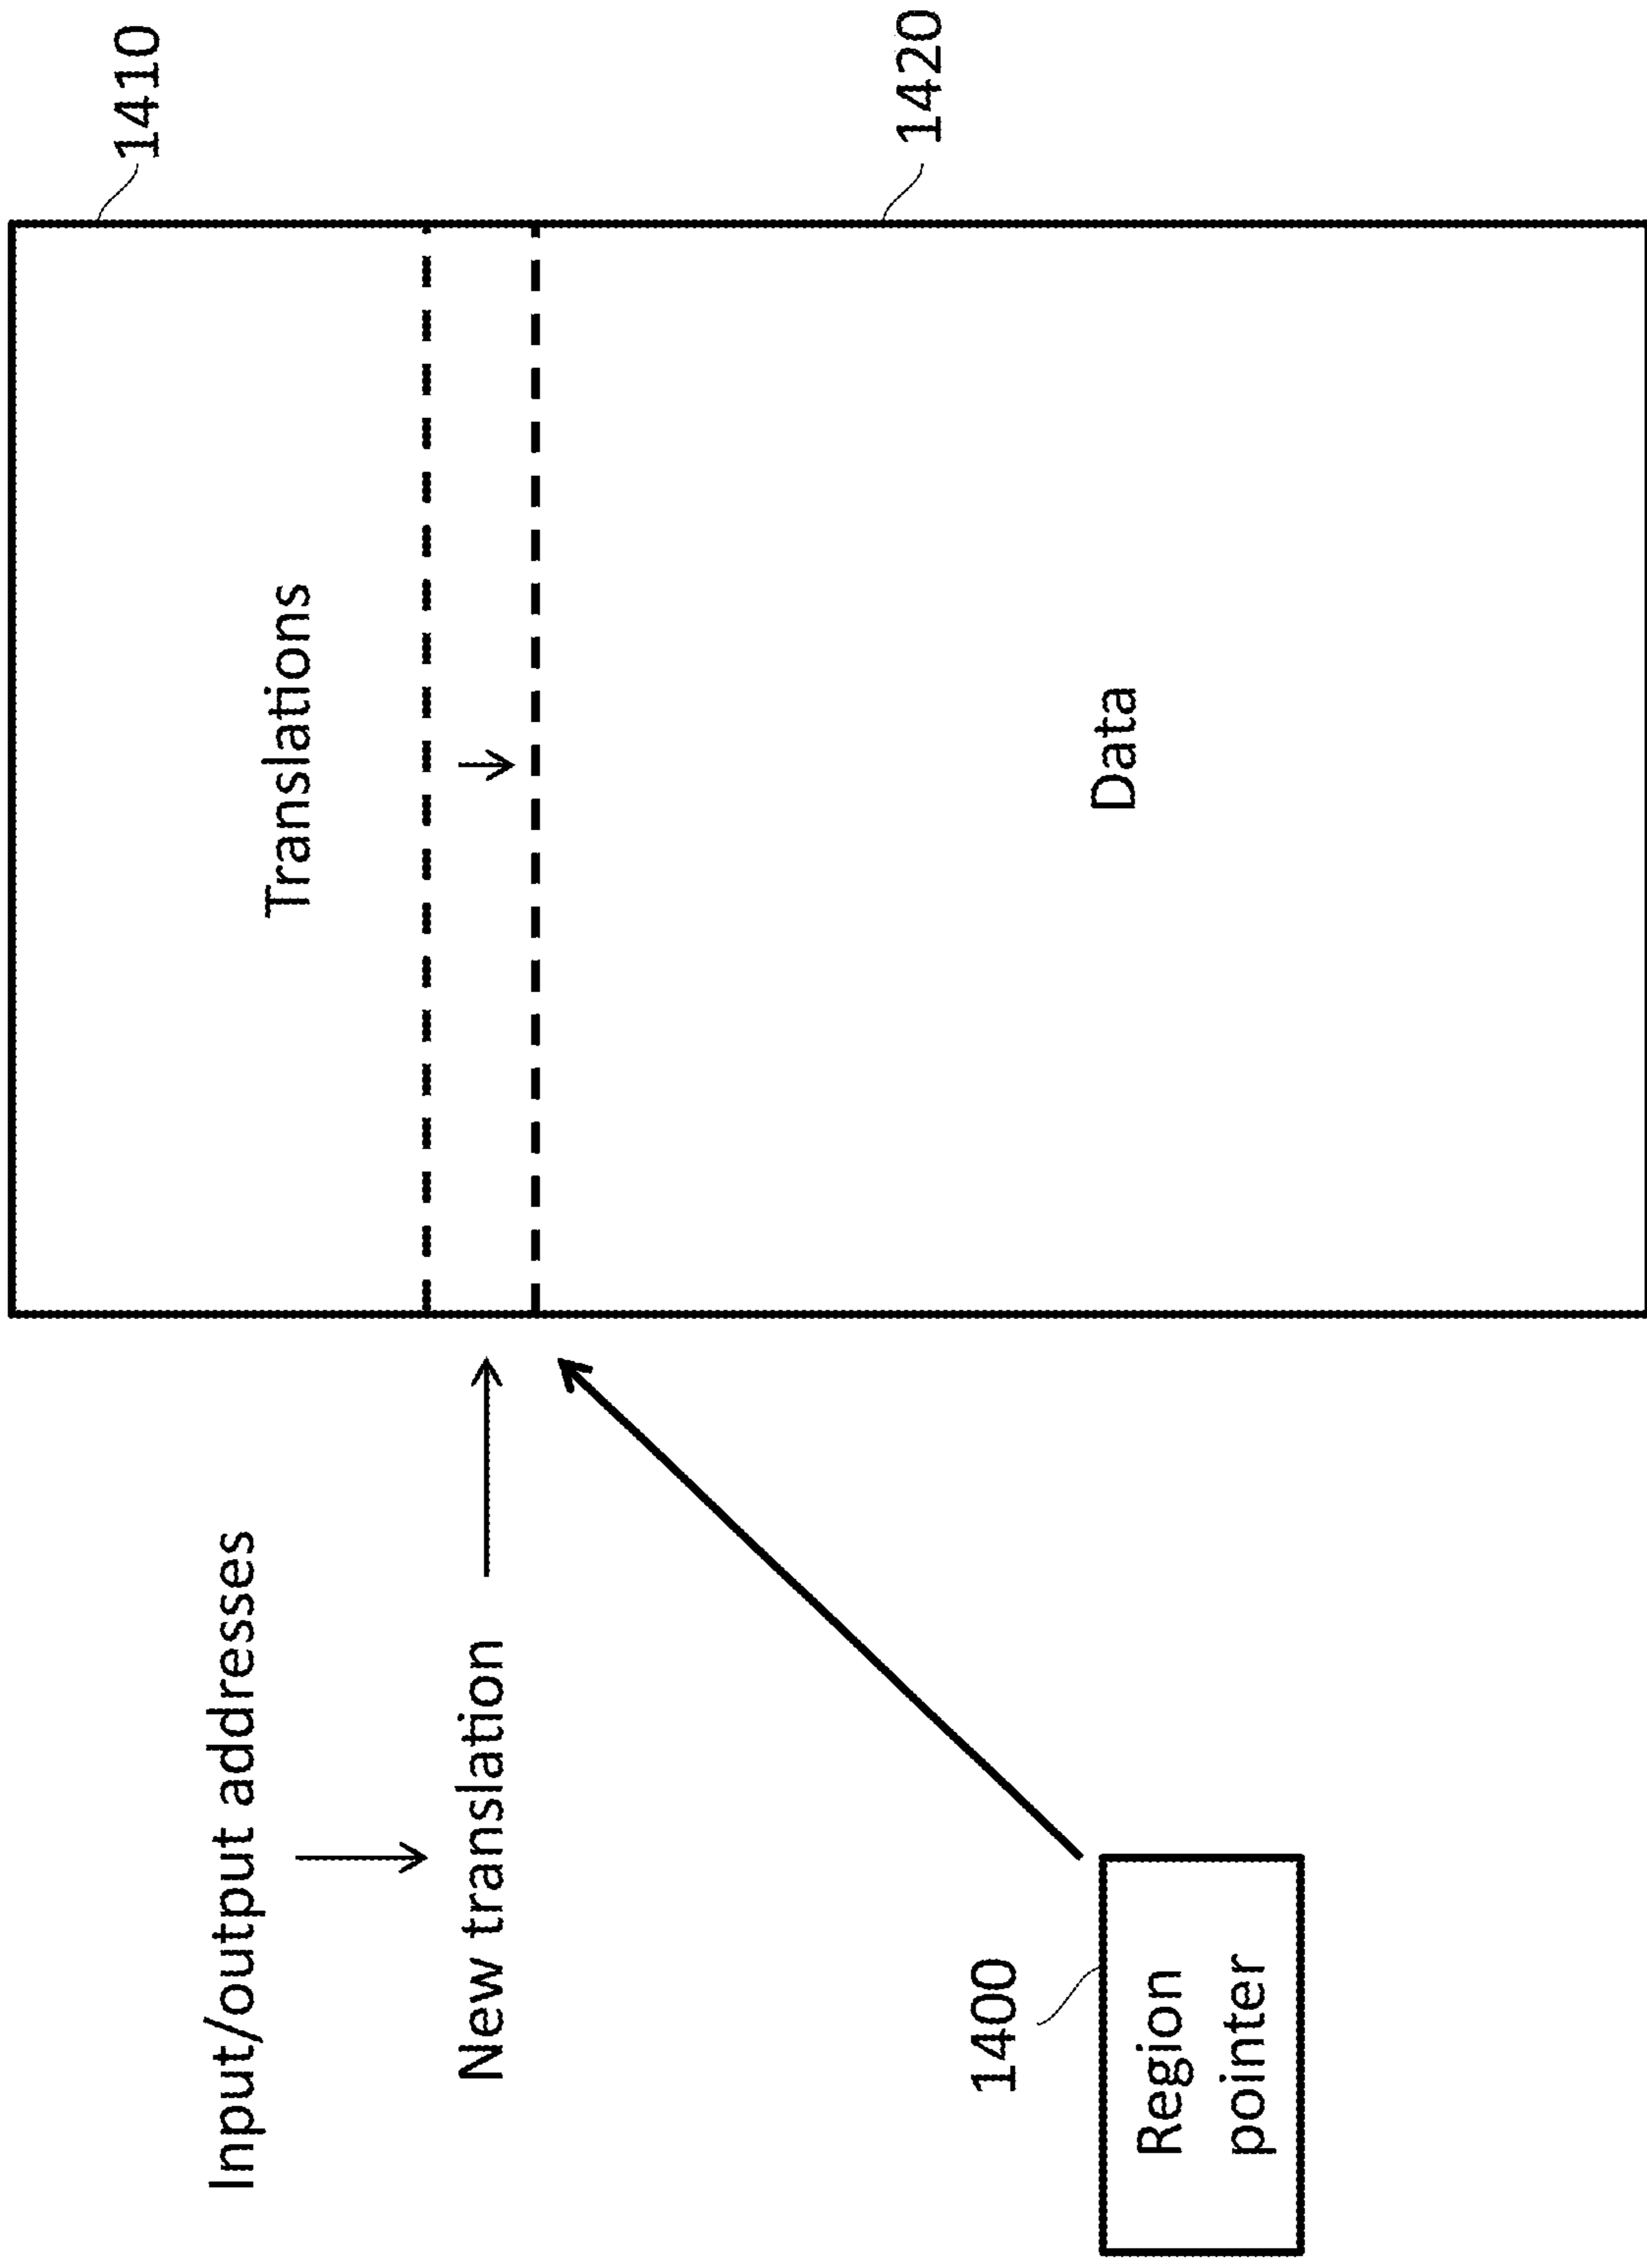 Input/output addresses
New translation
1400
Region
pointer
Translations
Data
1410
1420